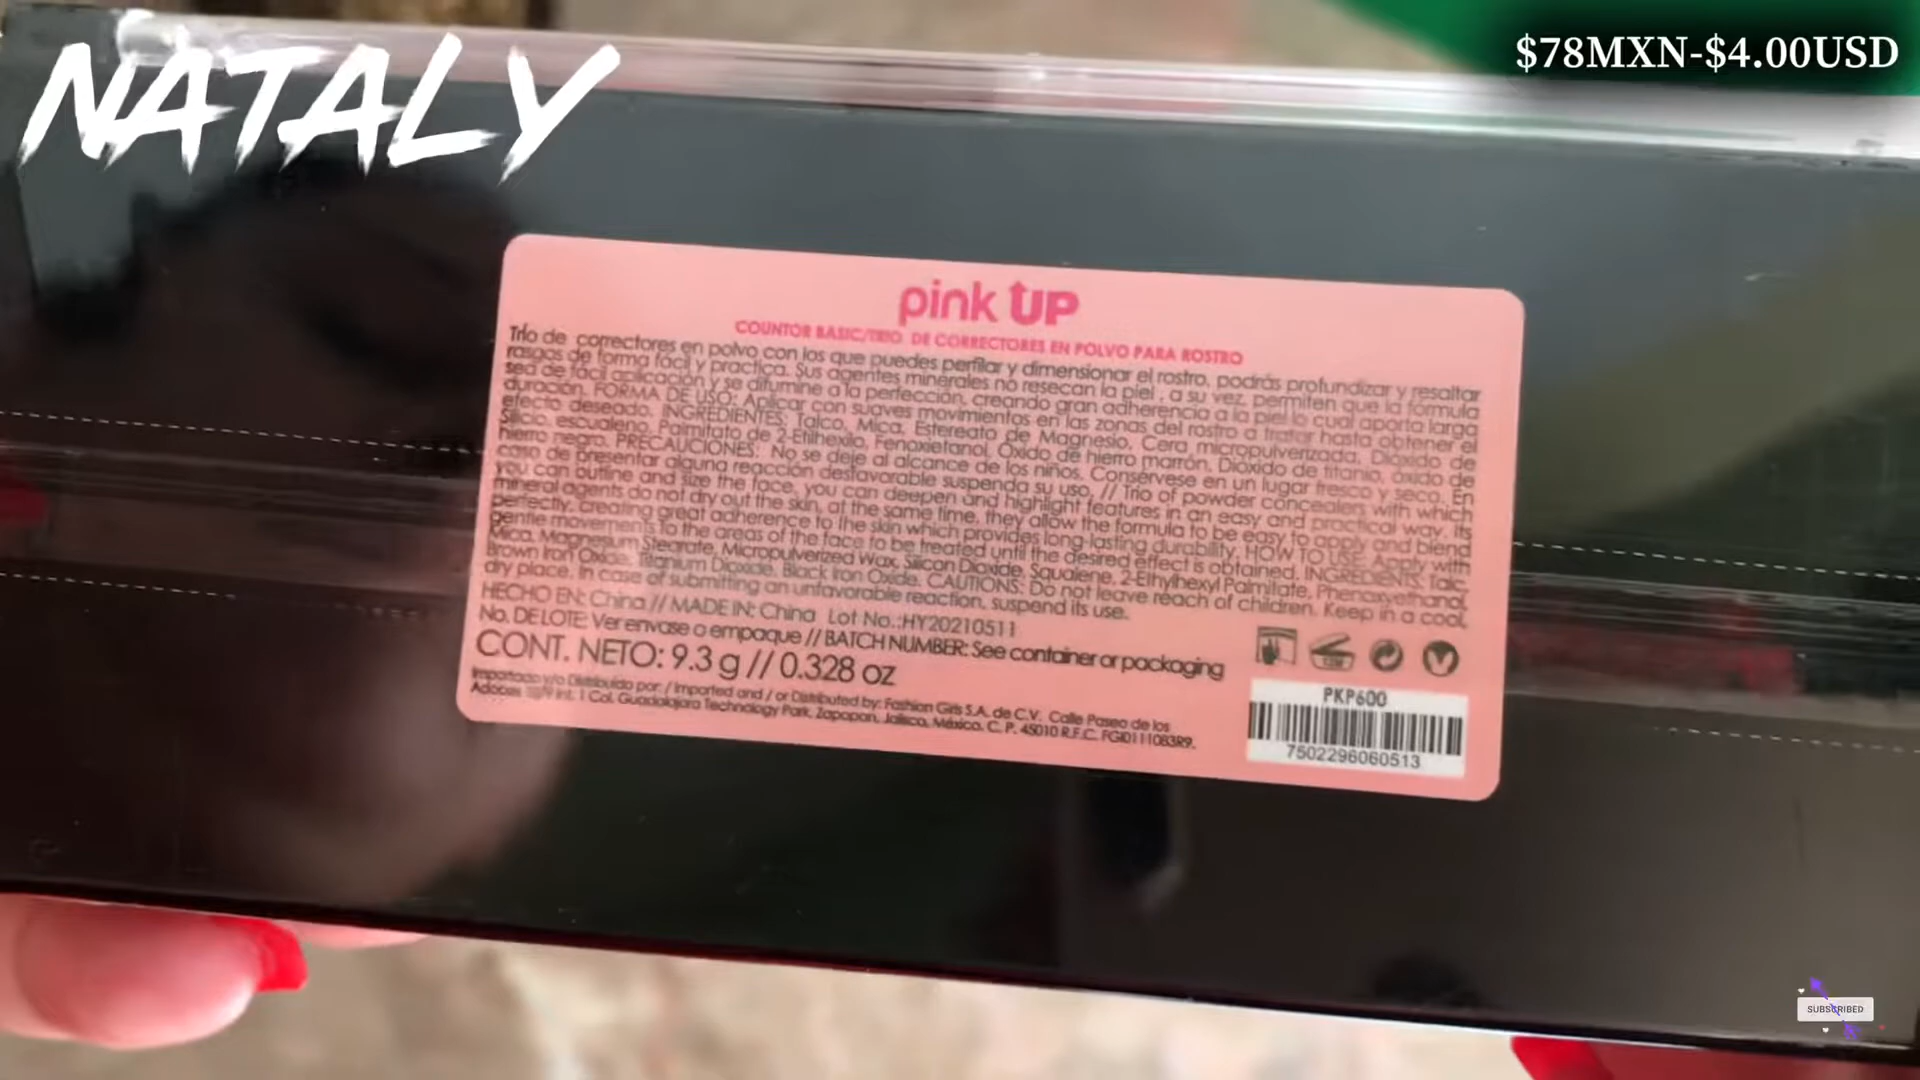 NATALY
$78MXN-$4.00USD
pink UP
COUNTOR BASIC/TRIO DE CORRECTORES EN POLVO PARA ROSTRO
Trio de correctores en polvo con los que puedes perfilar y dimensionar el rostro, podrás profundizar y resaltar
rasgos de forma fácil y practica. Sus agentes minerales no resecan la piel , a su vez, permiten que la fórmula
sea de fácil aplicación y se difumine a la perfección, creando gran adherencia a la piel lo cual aporta larga
duración. FORMA DE USO: Aplicar con suaves movimientos en las zonas del rostro a tratar hasta obtener el
efecto deseado. INGREDIENTES: Talco, Mica, Estereato de Magnesio, Cera micropulverizada, Dióxido de
Silicio, escualeno, Palmitato de 2-Etilhexilo, Fenoxietanol, Oxido de hierro marrón, Dióxido de titanio, óxido de
hierro negro. PRECAUCIONES: No se deje al alcance de los niños. Consérvese en un lugar fresco y seco. En
caso de presentar alguna reacción desfavorable suspenda su uso. // Trio of powder concealers with which
you can outline and size the face, you can deepen and highlight features in an easy and practical way. Its
mineral agents do not dry out the skin, at the same time, they allow the formula to be easy to apply and blend
perfectly, creating great adherence to the skin which provides long-lasting durability. HOW TO USE: Apply with
gentle movements to the areas of the face to be treated until the desired effect is obtained. INGREDIENTS: Talc,
Mica, Magnesium Stearate, Micropulverized Wax, Silicon Dioxide, Squalene, 2-Ethylhexyl Palmitate, Phenoxyethanol,
Brown Iron Oxide, Titanium Dioxide, Black Iron Oxide. CAUTIONS: Do not leave reach of children. Keep in a cool,
dry place. In case of submitting an unfavorable reaction, suspend its use.
HECHO EN: China // MADE IN: China Lot No.:HY20210511
No. DE LOTE: Ver envase o empaque // BATCH NUMBER: See container or packaging
CONT. NETO: 9.3 g // 0.328 oz
Importado y/o Distribuido por: / Imported and / or Distributed by: Fashion Girls S.A. de C.V. Calle Paseo de los
Adobes Int. 1 Col. Guadalajara Technology Park, Zapopan, Jalisco, México. C. P. 45010 R.F.C. FGI0111083R9.
PKP600
7502296060513
SUBSCRIBED